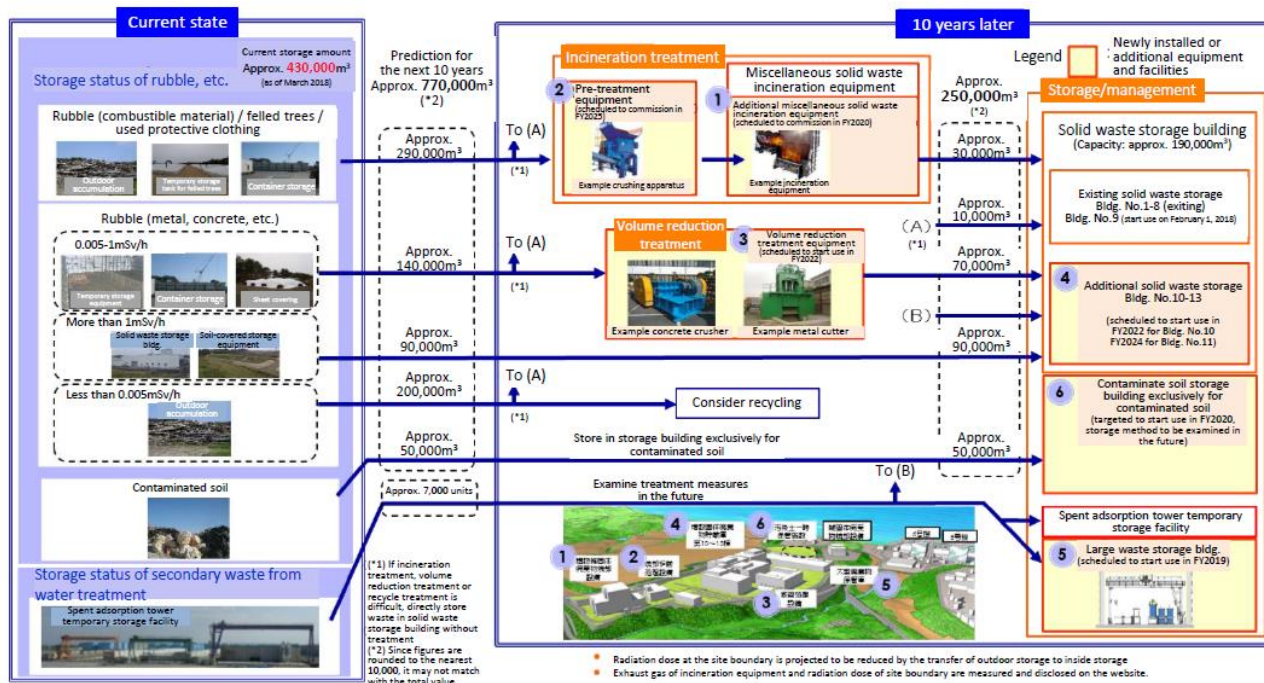 Current state
10 years later
Current storage amount
Approx. 430,000m³
(as of March 2018)
Storage status of rubble, etc.
Rubble (combustible material) / felled trees /
used protective clothing
Outdoor
accumulation
Temporary storage
tank for felled trees
Container storage
Rubble (metal, concrete, etc.)
0.005-1mSv/h
Temporary storage
equipment
Container storage
Sheet covering
More than 1mSv/h
Solid waste storage
bldg.
Soil-covered storage
equipment
Less than 0.005mSv/h
Outdoor
accumulation
Contaminated soil
Storage status of secondary waste from
water treatment
Spent adsorption tower
temporary storage facility
Prediction for
the next 10 years
Approx. 770,000m³
(*2)
Approx.
290,000m³
Approx.
140,000m³
Approx.
90,000m³
Approx.
200,000m³
Approx.
50,000m³
Approx. 7,000 units
(*1) If incineration
treatment, volume
reduction treatment or
recycle treatment is
difficult, directly store
waste in solid waste
storage building without
treatment
(*2) Since figures are
rounded to the nearest
10,000, it may not match
with the total value
To (A)
(*1)
To (A)
(*1)
To (A)
(*1)
Incineration treatment
2
Pre-treatment
equipment
(scheduled to commission in
FY2025)
Example crushing apparatus
Miscellaneous solid waste
incineration equipment
1
Additional miscellaneous solid waste
incineration equipment
(scheduled to commission in FY2020)
Example incineration
equipment
Volume reduction
treatment
3
Volume reduction
treatment equipment
(scheduled to start use in
FY2022)
Example concrete crusher
Example metal cutter
Consider recycling
Store in storage building exclusively for
contaminated soil
Examine treatment measures
in the future
To (B)
4
6
1
2
5
3
Approx.
250,000m³
(*2)
Approx.
30,000m³
Approx.
10,000m³
(A)
(*1)
Approx.
70,000m³
(B)
Approx.
90,000m³
Approx.
50,000m³
Legend
Newly installed or
additional equipment
and facilities
Storage/management
Solid waste storage building
(Capacity: approx. 190,000m³)
Existing solid waste storage
Bldg. No.1-8 (exiting)
Bldg. No.9 (start use on February 1, 2018)
4
Additional solid waste storage
Bldg. No.10-13
(scheduled to start use in
FY2022 for Bldg. No.10
FY2024 for Bldg. No.11)
6
Contaminate soil storage
building exclusively for
contaminated soil
(targeted to start use in FY2020,
storage method to be examined in
the future)
Spent adsorption tower temporary
storage facility
5
Large waste storage bldg.
(scheduled to start use in
FY2019)
Radiation dose at the site boundary is projected to be reduced by the transfer of outdoor storage to inside storage
Exhaust gas of incineration equipment and radiation dose of site boundary are measured and disclosed on the website.